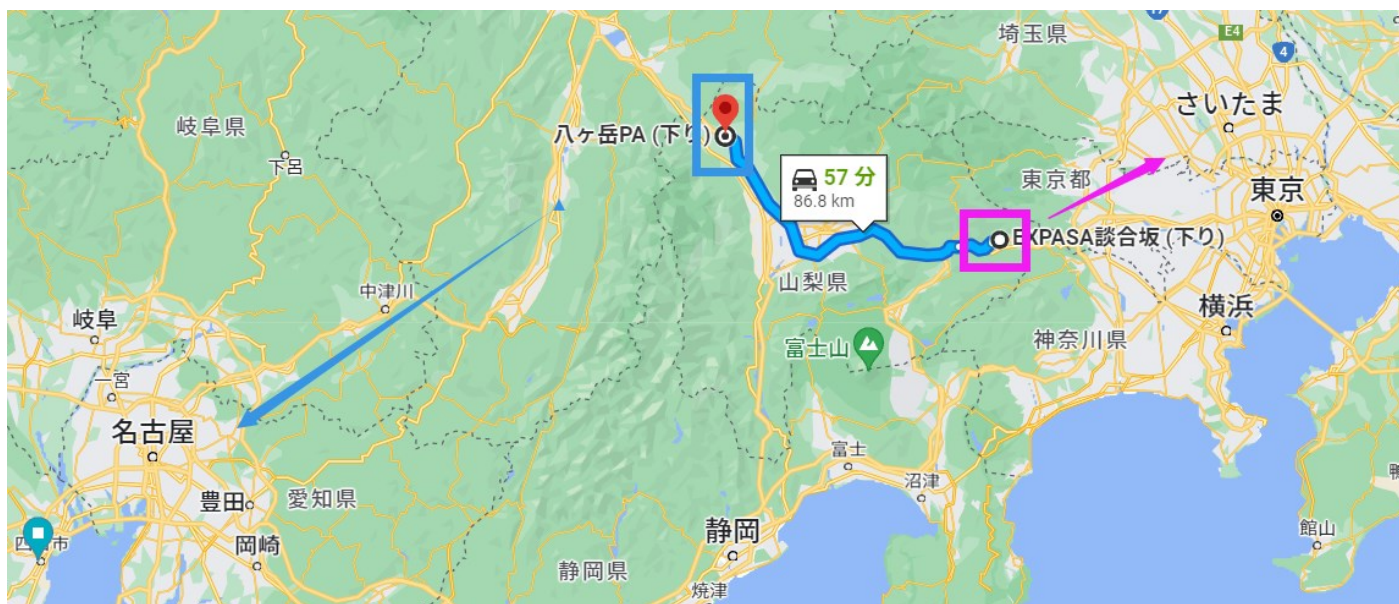 17
E4
4
埼玉県
さいたま
岐阜県
八ヶ岳PA (下り)
下呂
57 分
86.8 km
東京都
東京
EXPASA談合坂 (下り)
山梨県
中津川
横浜
岐阜
神奈川県
富士山
一宮
名古屋
富士
沼津
豊田
愛知県
静岡
館山
岡崎
静岡県
焼津